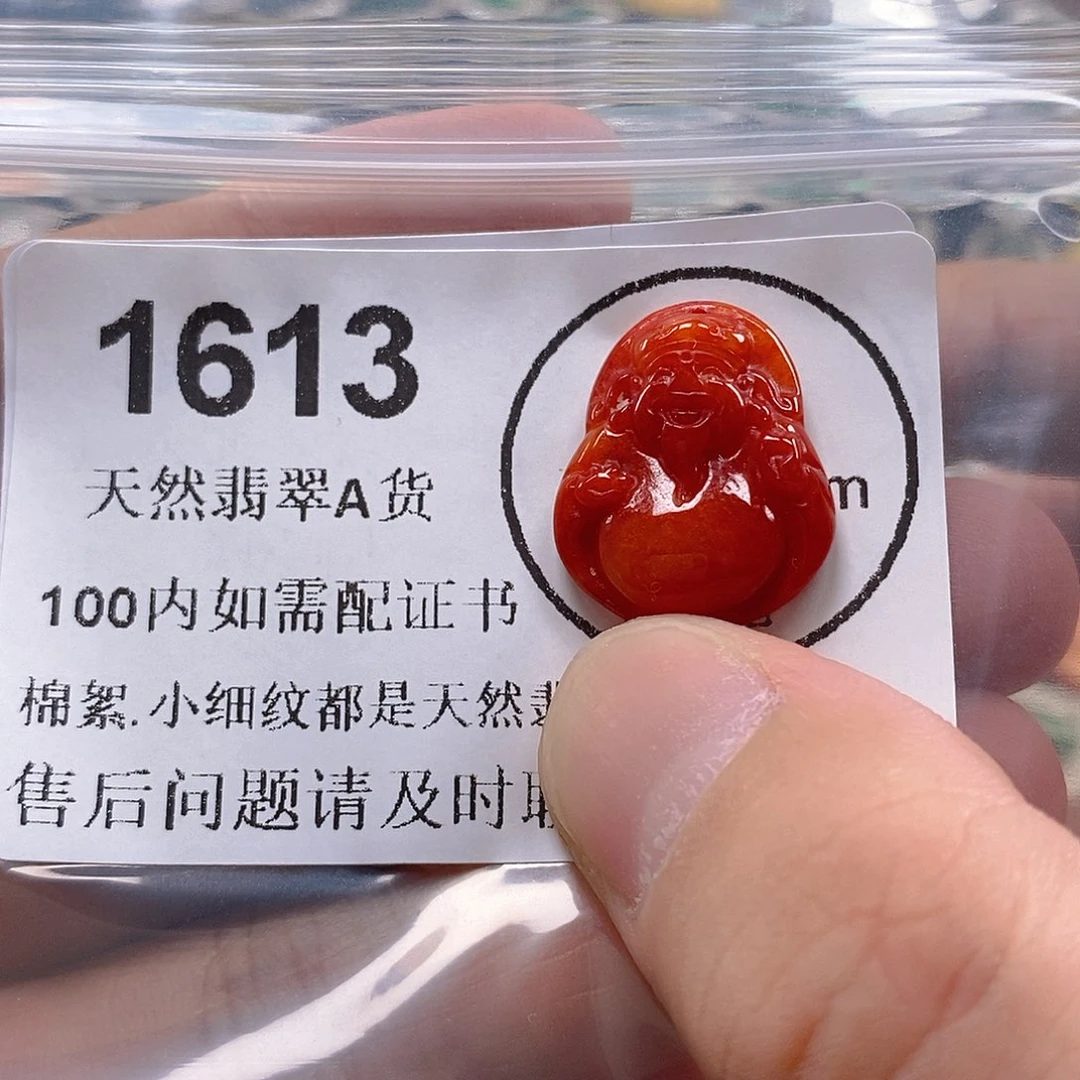 1613
天然翡翠A货
m
100内如需配证书
棉絮.小细纹都是天然
售后问题请及时